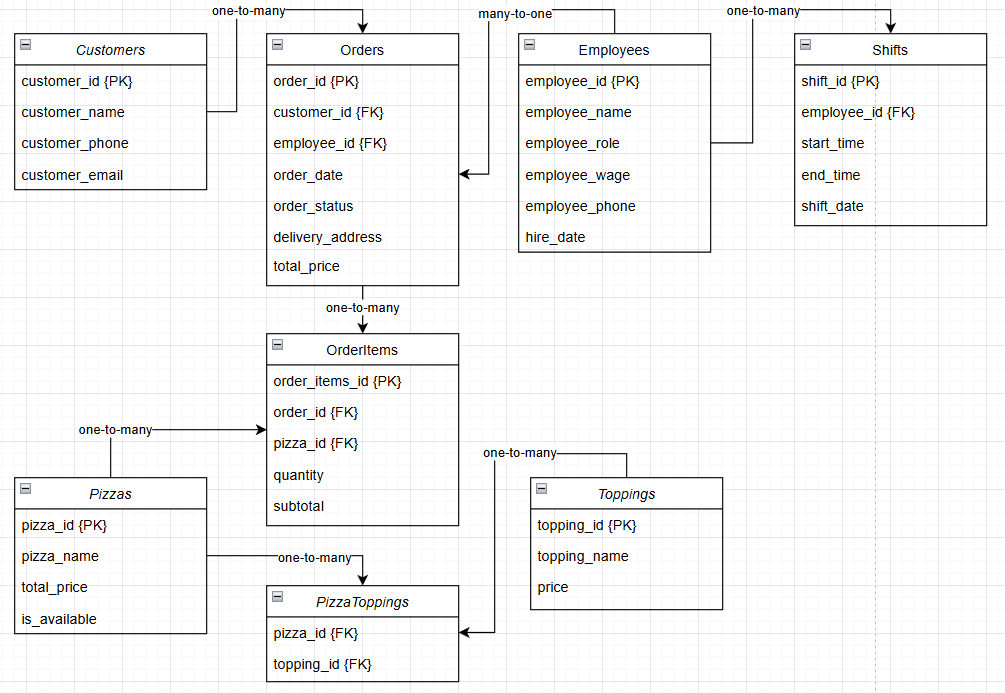 one-to-many
many-to-one
one-to-many
Customers
customer_id {PK}
customer_name
customer_phone
customer_email
Orders
order_id {PK}
customer_id {FK}
employee_id {FK}
order_date
order_status
delivery_address
total_price
Employees
employee_id {PK}
employee_name
employee_role
employee_wage
employee_phone
hire_date
Shifts
shift_id {PK}
employee_id {FK}
start_time
end_time
shift_date
one-to-many
OrderItems
order_items_id {PK}
order_id {FK}
pizza_id {FK}
quantity
subtotal
one-to-many
one-to-many
Pizzas
pizza_id {PK}
pizza_name
total_price
is_available
one-to-many
PizzaToppings
pizza_id {FK}
topping_id {FK}
Toppings
topping_id {PK}
topping_name
price